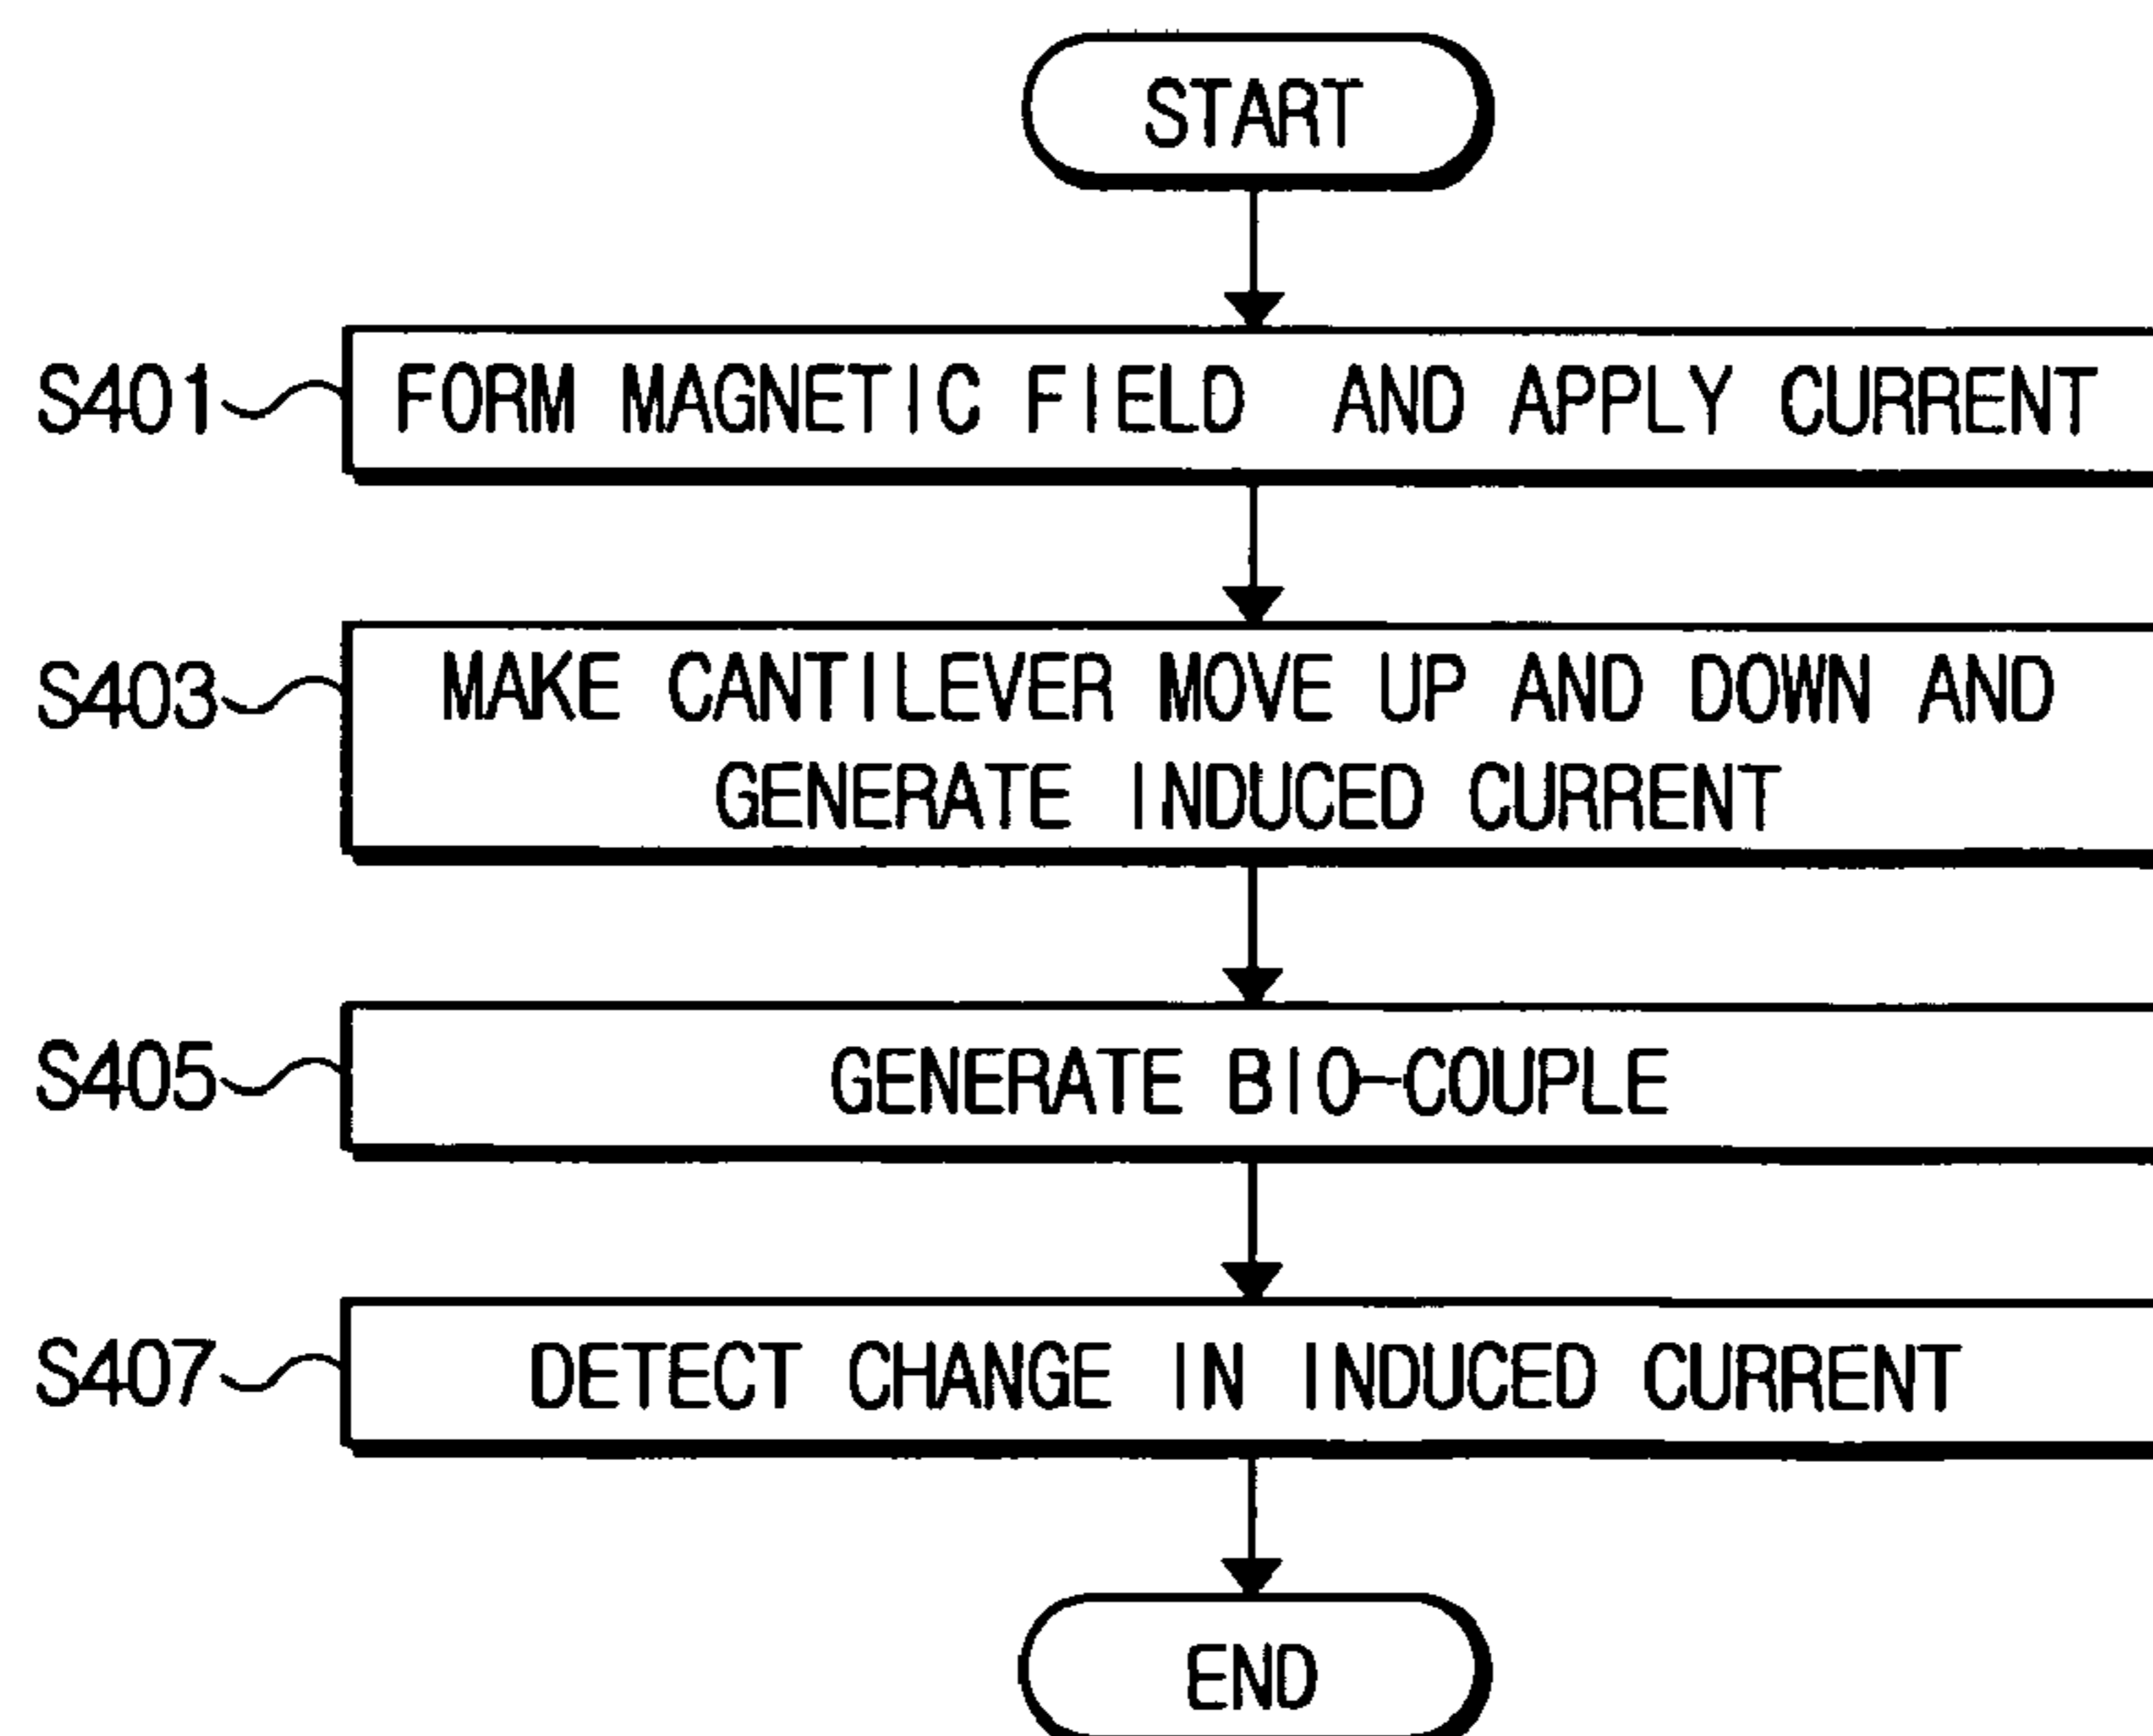 START
S401
FORM MAGNETIC FIELD AND APPLY CURRENT
S403
MAKE CANTILEVER MOVE UP AND DOWN AND
GENERATE INDUCED CURRENT
S405
GENERATE BIO-COUPLE
S407
DETECT CHANGE IN INDUCED CURRENT
END